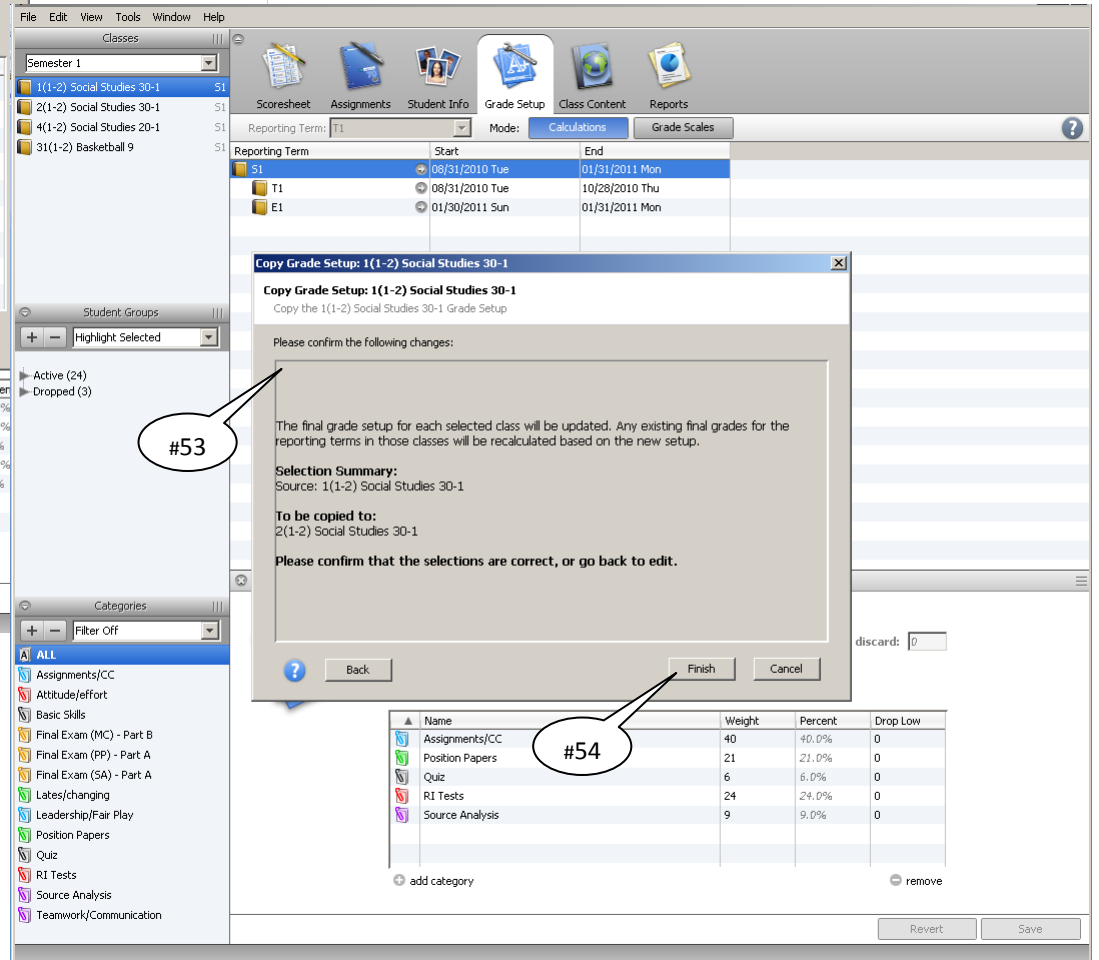 File Edit View Tools Window Help
Classes
Semester 1
1(1-2) Social Studies 30-1 S1
2(1-2) Social Studies 30-1 S1
4(1-2) Social Studies 20-1 S1
31(1-2) Basketball 9 S1
Scoresheet Assignments Student Info Grade Setup Class Content Reports
Reporting Term: T1 Mode: Calculations Grade Scales
Reporting Term Start End
S1 08/31/2010 Tue 01/31/2011 Mon
T1 08/31/2010 Tue 10/28/2010 Thu
E1 01/30/2011 Sun 01/31/2011 Mon
Student Groups
Highlight Selected
Active (24)
Dropped (3)
#53
Copy Grade Setup: 1(1-2) Social Studies 30-1
Copy Grade Setup: 1(1-2) Social Studies 30-1
Copy the 1(1-2) Social Studies 30-1 Grade Setup
Please confirm the following changes:
The final grade setup for each selected class will be updated. Any existing final grades for the
reporting terms in those classes will be recalculated based on the new setup.
Selection Summary:
Source: 1(1-2) Social Studies 30-1
To be copied to:
2(1-2) Social Studies 30-1
Please confirm that the selections are correct, or go back to edit.
Back Finish Cancel
#54
Categories
Filter Off
ALL
Assignments/CC
Attitude/effort
Basic Skills
Final Exam (MC) - Part B
Final Exam (PP) - Part A
Final Exam (SA) - Part A
Lates/changing
Leadership/Fair Play
Position Papers
Quiz
RI Tests
Source Analysis
Teamwork/Communication
discard: 0
Name Weight Percent Drop Low
Assignments/CC 40 40.0% 0
Position Papers 21 21.0% 0
Quiz 6 6.0% 0
RI Tests 24 24.0% 0
Source Analysis 9 9.0% 0
add category remove
Revert Save